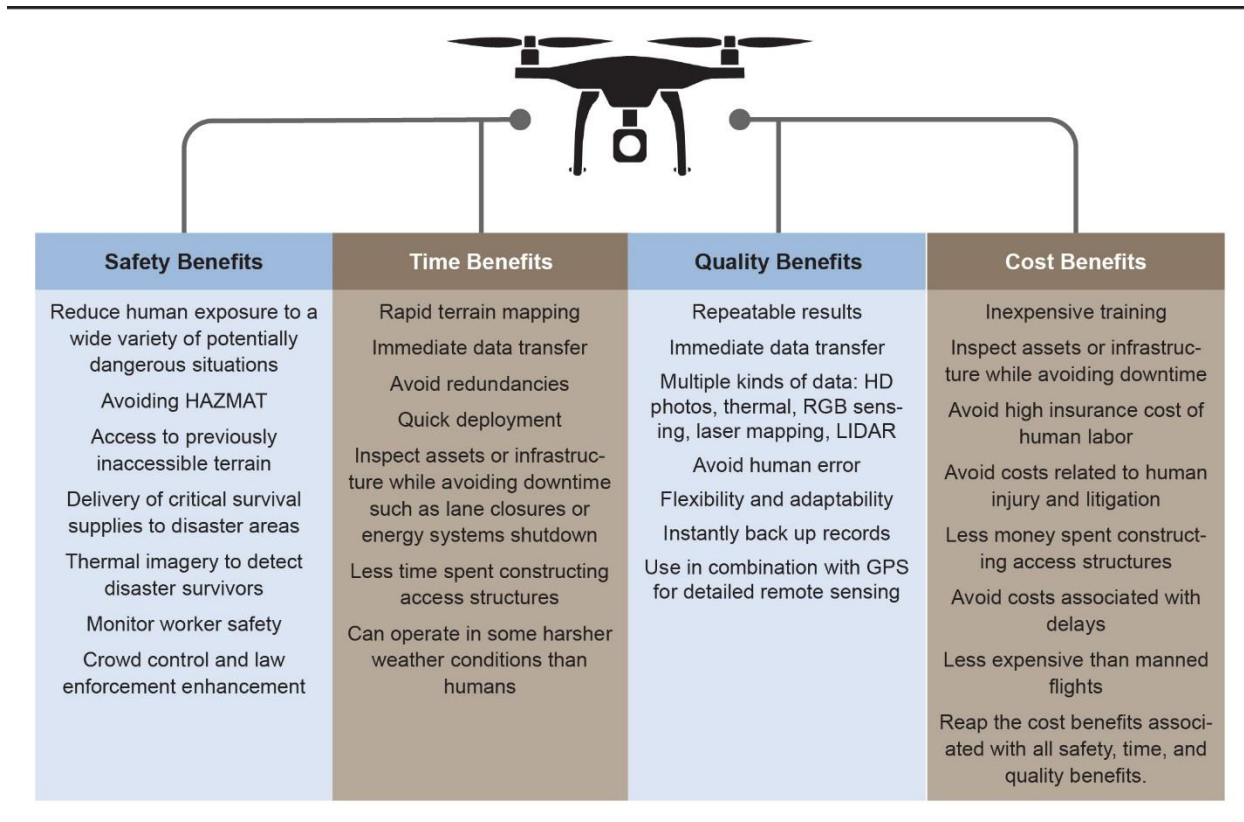 Safety Benefits
Reduce human exposure to a
wide variety of potentially
dangerous situations
Avoiding HAZMAT
Access to previously
inaccessible terrain
Delivery of critical survival
supplies to disaster areas
Thermal imagery to detect
disaster survivors
Monitor worker safety
Crowd control and law
enforcement enhancement
Time Benefits
Rapid terrain mapping
Immediate data transfer
Avoid redundancies
Quick deployment
Inspect assets or infrastruc-
ture while avoiding downtime
such as lane closures or
energy systems shutdown
Less time spent constructing
access structures
Can operate in some harsher
weather conditions than
humans
Quality Benefits
Repeatable results
Immediate data transfer
Multiple kinds of data: HD
photos, thermal, RGB sens-
ing, laser mapping, LIDAR
Avoid human error
Flexibility and adaptability
Instantly back up records
Use in combination with GPS
for detailed remote sensing
Cost Benefits
Inexpensive training
Inspect assets or infrastruc-
ture while avoiding downtime
Avoid high insurance cost of
human labor
Avoid costs related to human
injury and litigation
Less money spent construct-
ing access structures
Avoid costs associated with
delays
Less expensive than manned
flights
Reap the cost benefits associ-
ated with all safety, time, and
quality benefits.